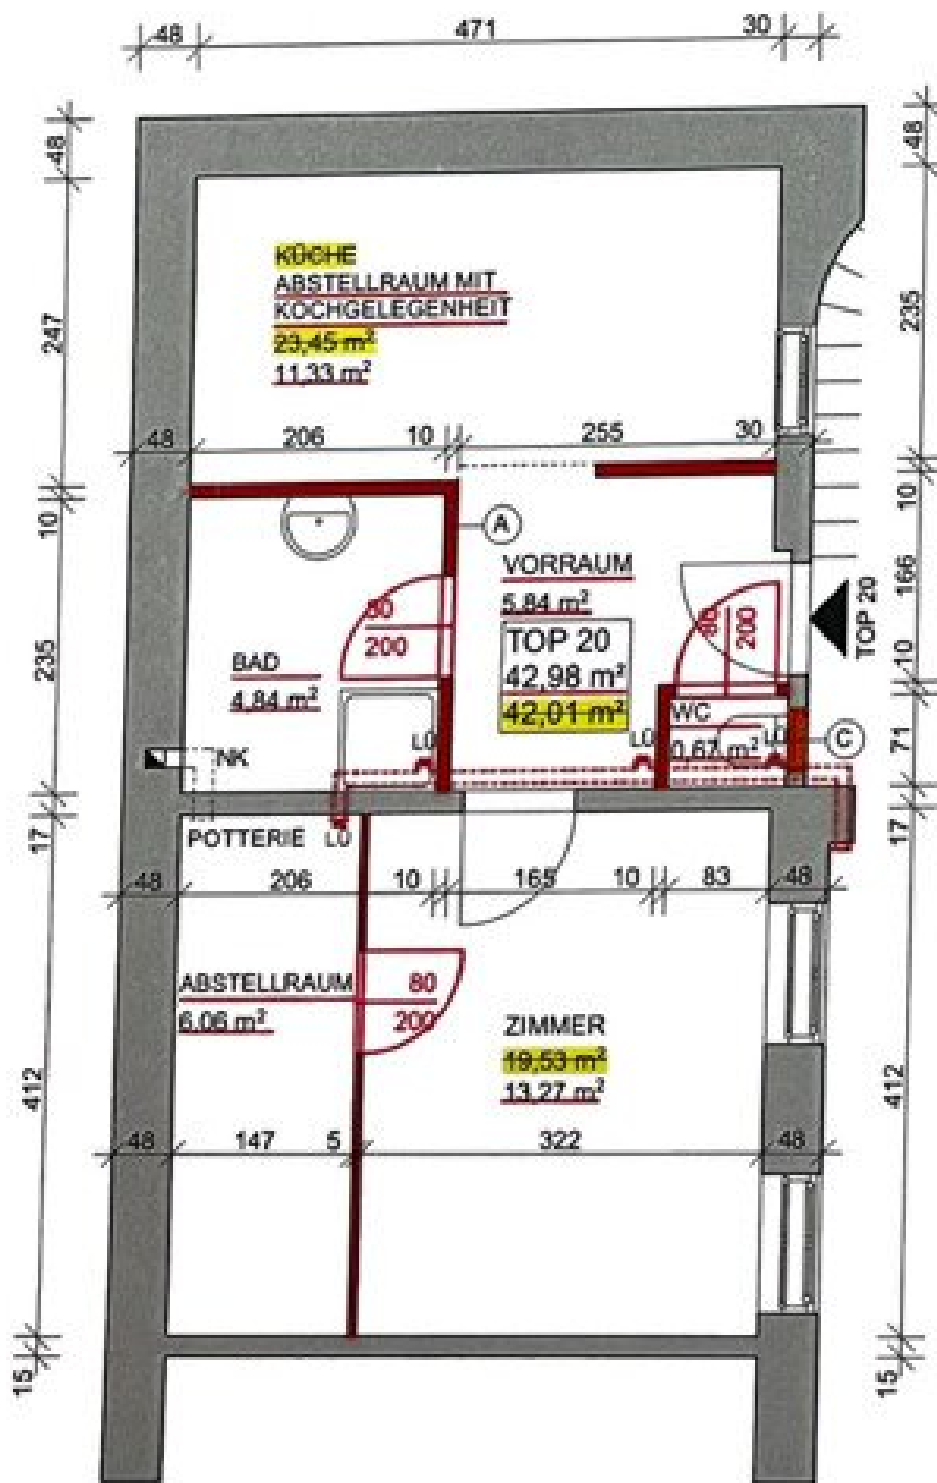 48 471 30
48
48
KÜCHE
ABSTELLRAUM MIT
KOCHGELEGENHEIT
23,45 m²
11,33 m²
247
235
48 206 10 255 30
10
10
A
VORRAUM
5,84 m²
80
200
80
200
166
TOP 20
TOP 20
42,98 m²
42,01 m²
BAD
4,84 m²
235
10
WC
0,67 m²
LÜ
LÜ
LÜ
C
71
NK
POTTERIE LÜ
17
17
48 206 10 165 10 83 48
ABSTELLRAUM
6,06 m²
80
200
ZIMMER
19,53 m²
13,27 m²
412
412
48 147 5 322 48
15
15